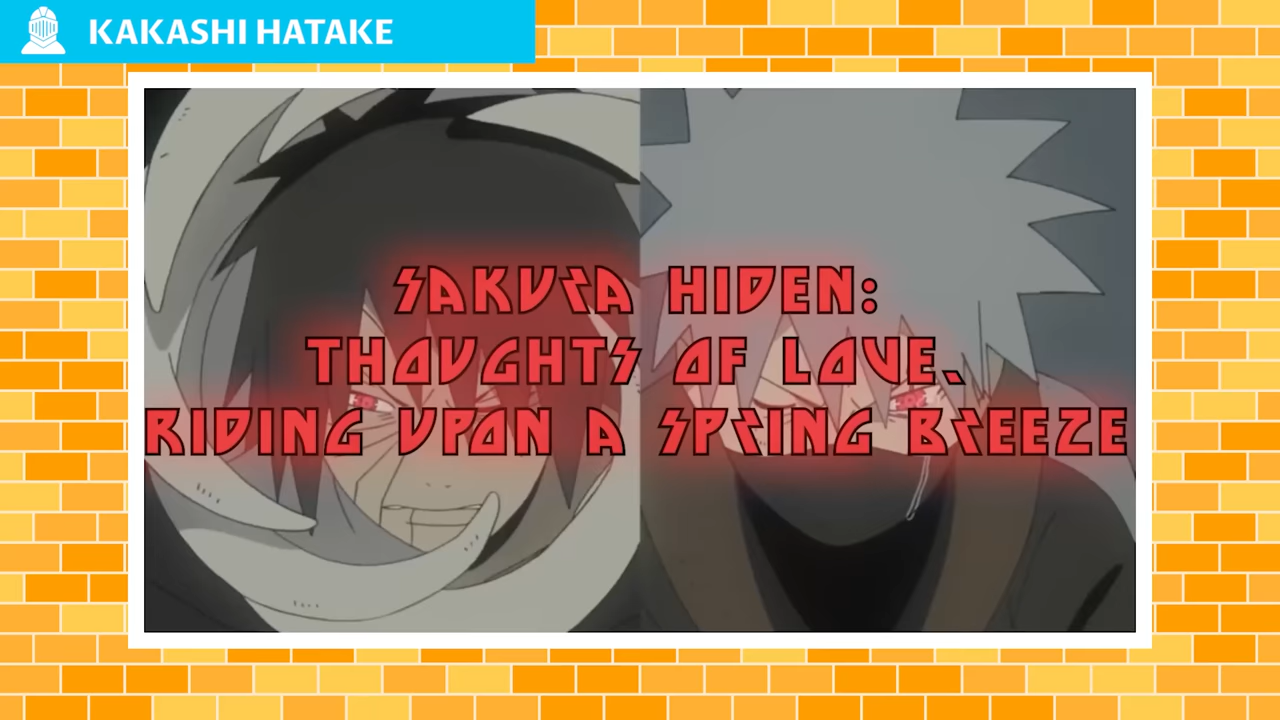 KAKASHI HATAKE
SAKURA HIDEN:
THOUGHTS OF LOVE,
RIDING UPON A SPRING BREEZE